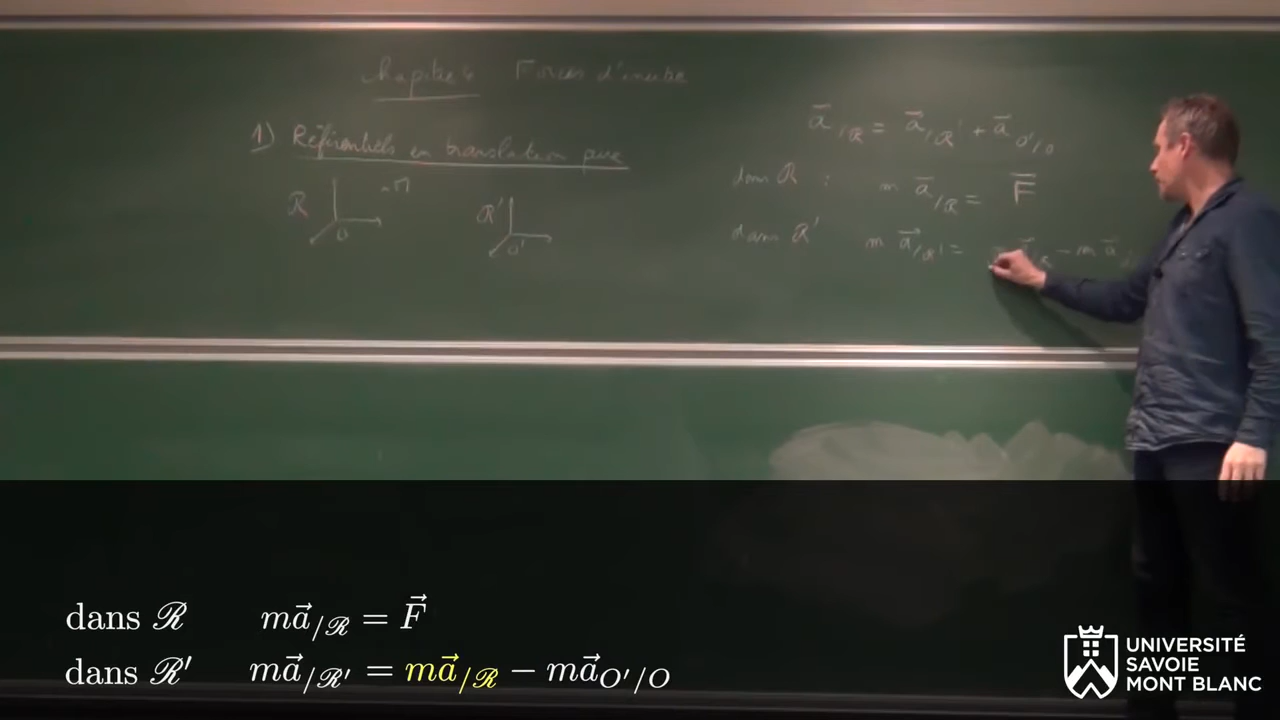 Chapitre 6 Forces d'inertie
1) Référentiels en translation pure
R M
O
R'
O'
a⃗/R = a⃗/R' + a⃗O'/O
dans R : m a⃗/R = F⃗
dans R' m a⃗/R' = m a⃗/R − m a⃗
dans ℛ ma⃗/ℛ = F⃗
dans ℛ' ma⃗/ℛ' = ma⃗/ℛ − ma⃗O'/O
UNIVERSITÉ
SAVOIE
MONT BLANC